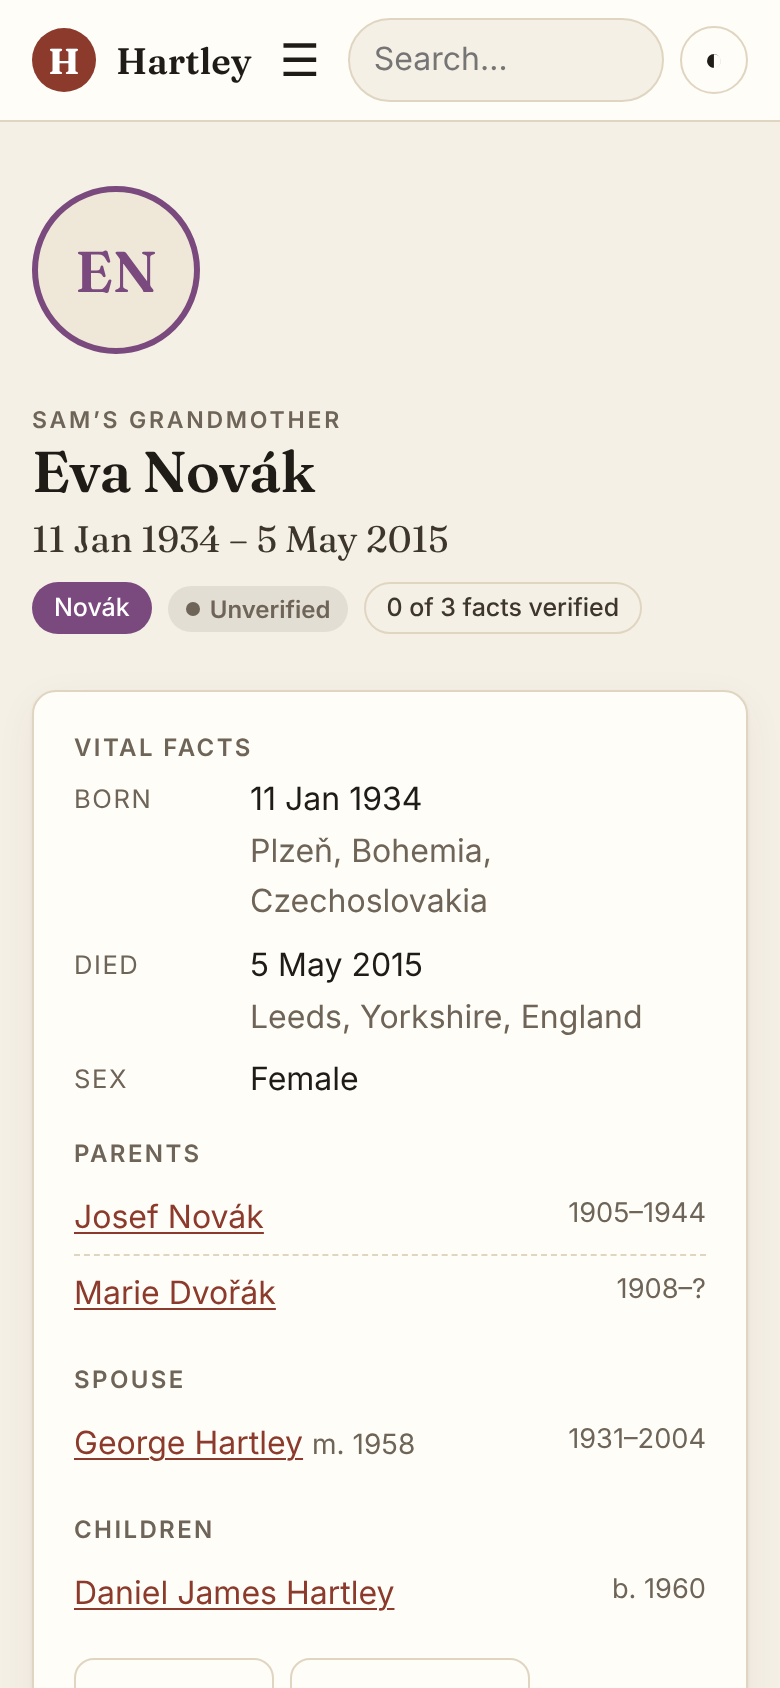 H Hartley ☰ Search...
EN
SAM’S GRANDMOTHER
Eva Novák
11 Jan 1934 – 5 May 2015
Novák Unverified 0 of 3 facts verified
VITAL FACTS
BORN 11 Jan 1934
Plzeň, Bohemia,
Czechoslovakia
DIED 5 May 2015
Leeds, Yorkshire, England
SEX Female
PARENTS
Josef Novák 1905–1944
Marie Dvořák 1908–?
SPOUSE
George Hartley m. 1958 1931–2004
CHILDREN
Daniel James Hartley b. 1960